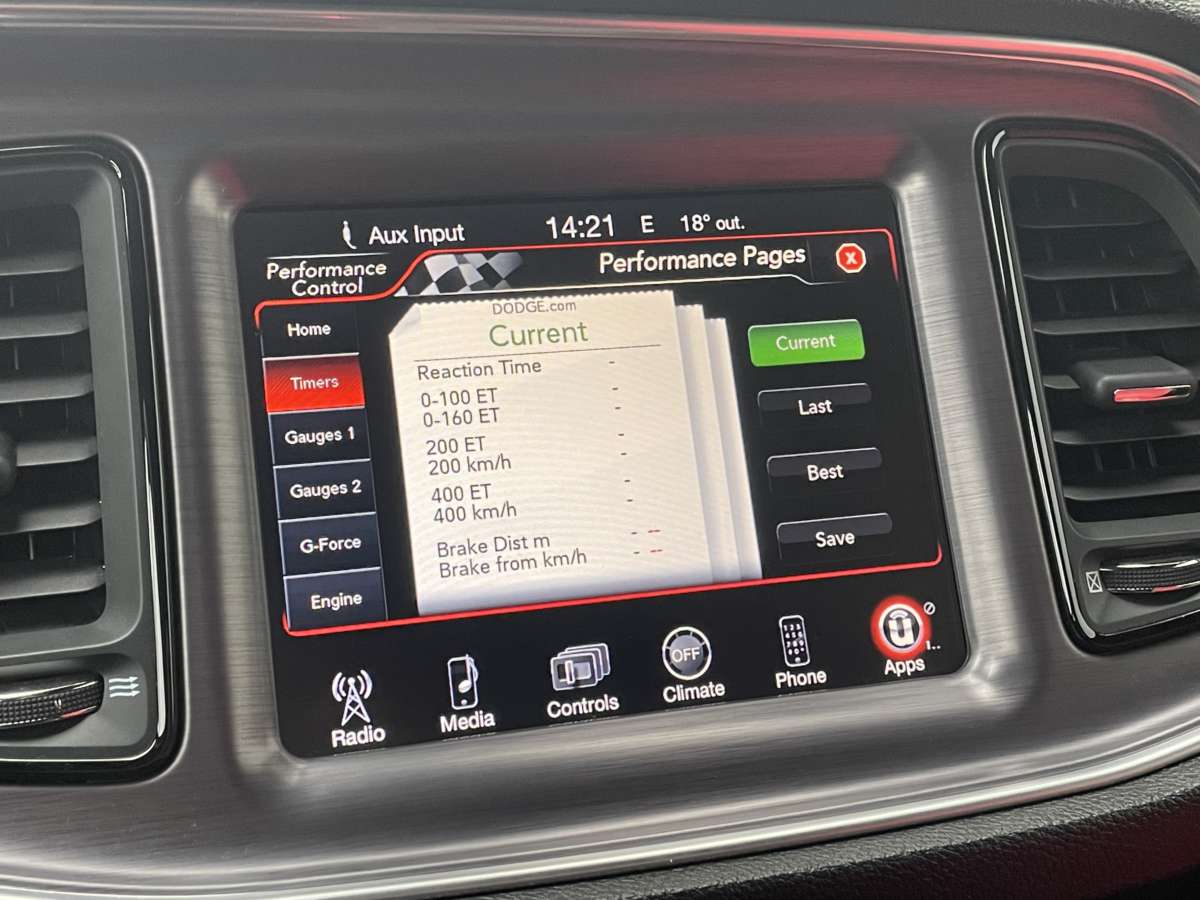 Aux Input 14:21 E 18° out.
Performance
Control
Performance Pages
X
Home
Timers
Gauges 1
Gauges 2
G-Force
Engine
DODGE.com
Current
Reaction Time -
0-100 ET -
0-160 ET -
200 ET -
200 km/h -
400 ET -
400 km/h -
Brake Dist m - --
Brake from km/h - --
Current
Last
Best
Save
Radio
Media
Controls
OFF
Climate
Phone
U
1..
Apps